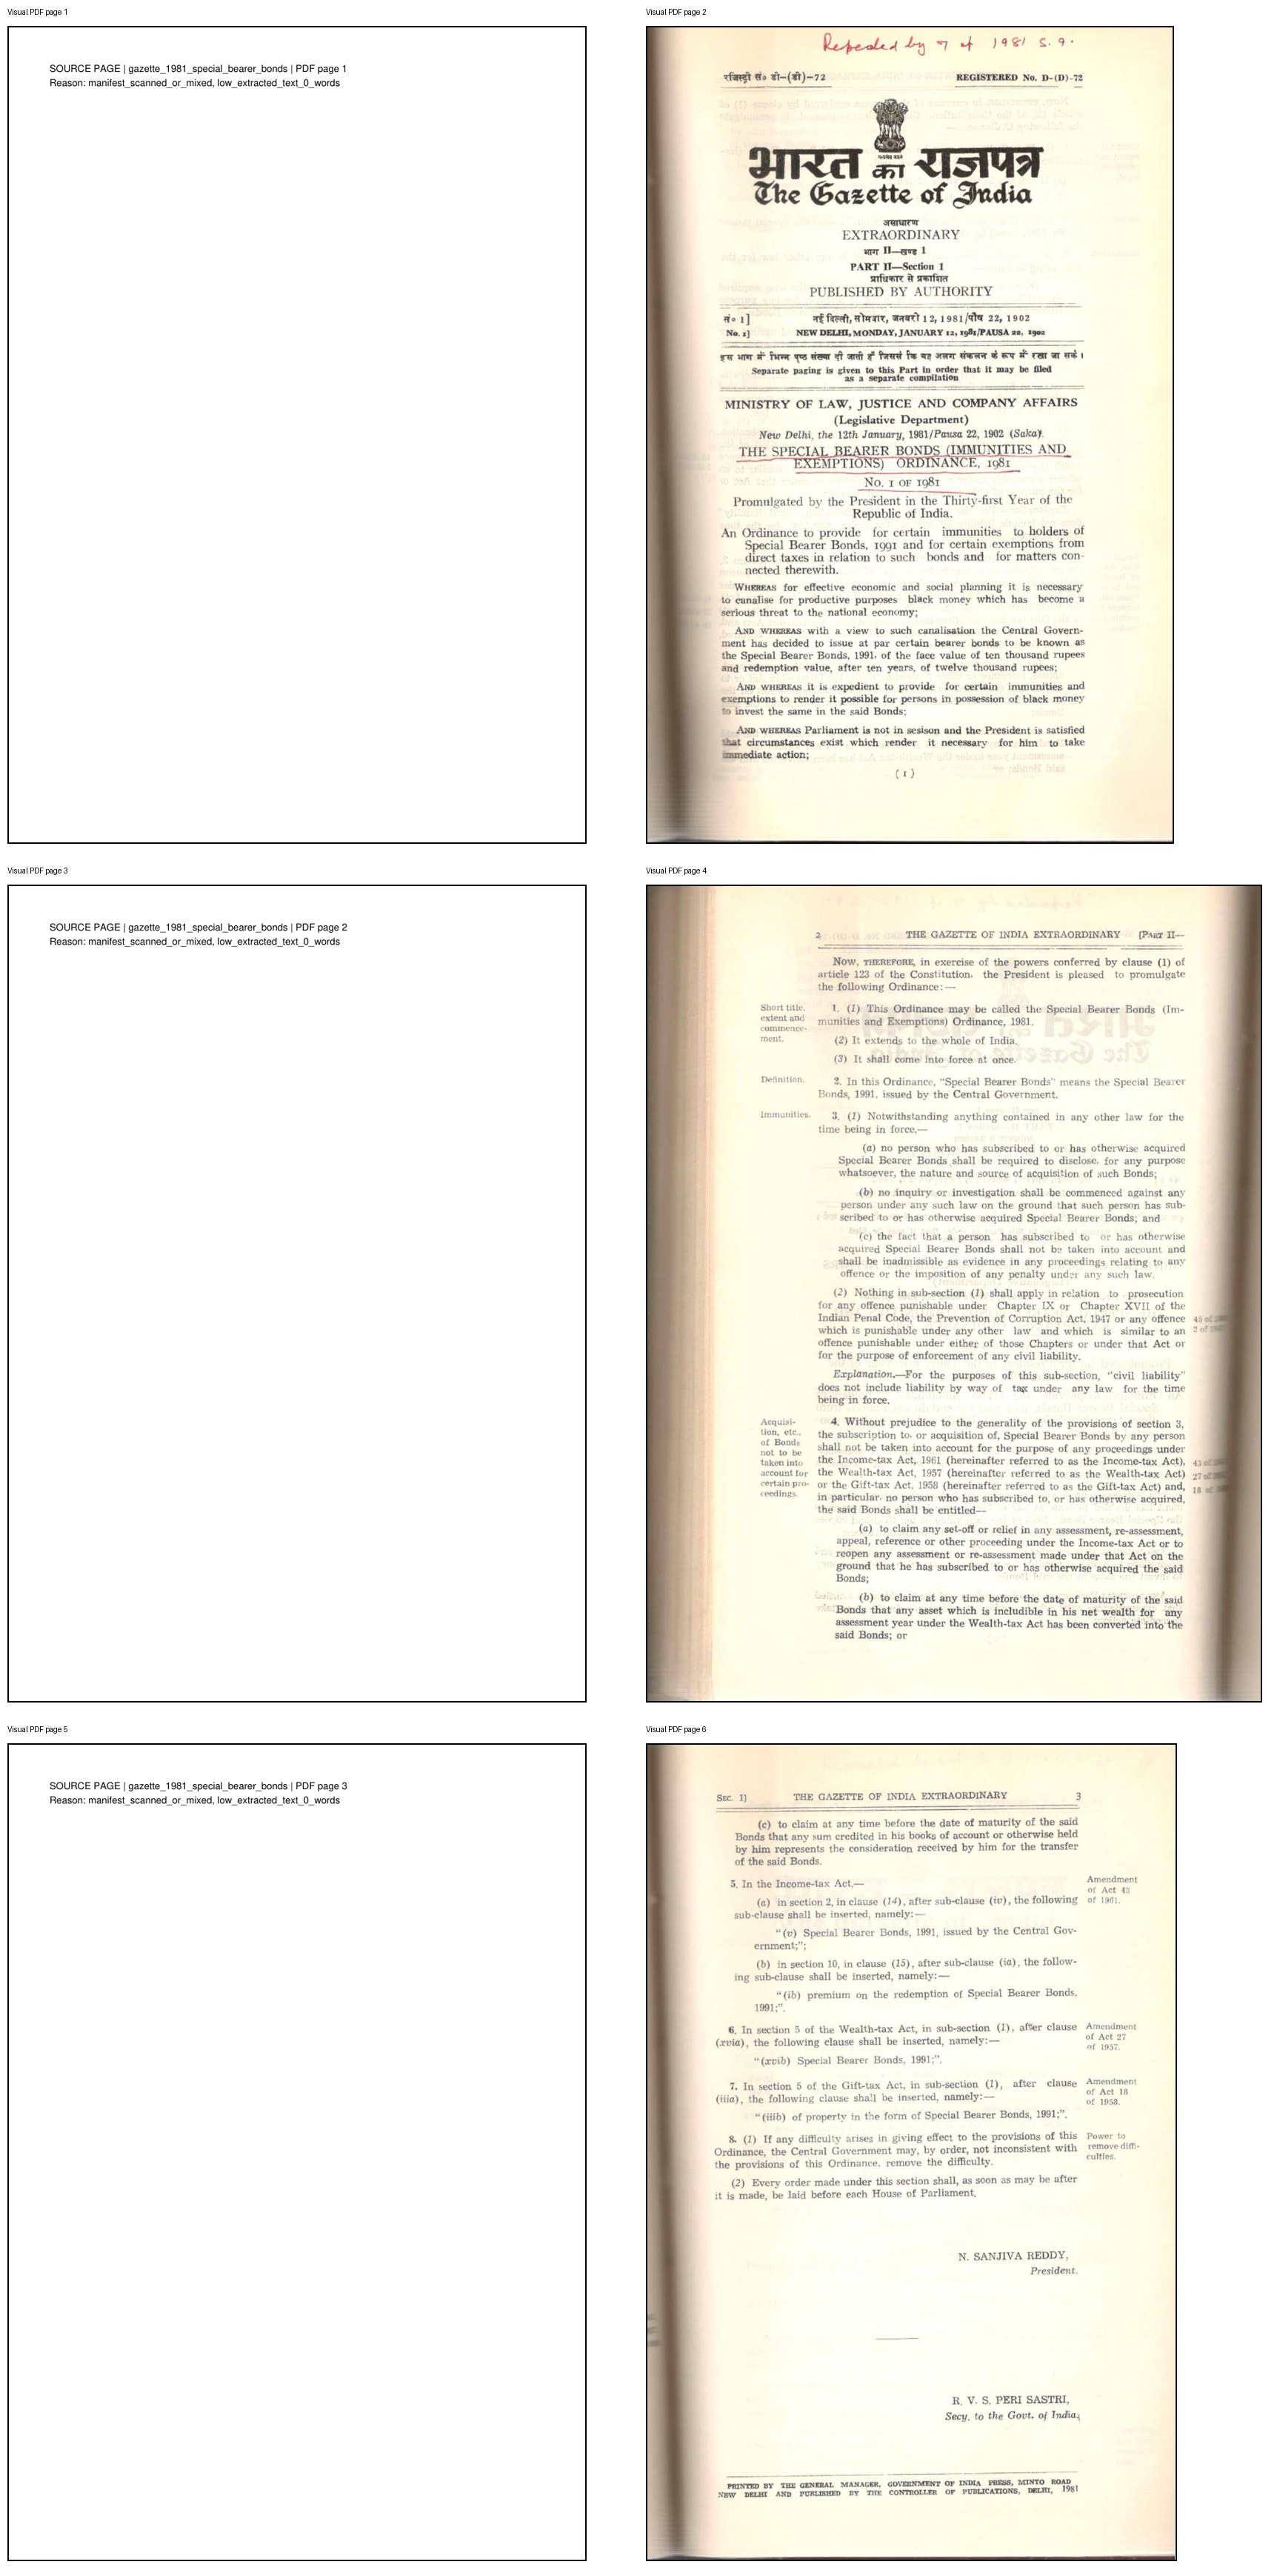 Visual PDF page 1
SOURCE PAGE | gazette_1981_special_bearer_bonds | PDF page 1
Reason: manifest_scanned_or_mixed, low_extracted_text_0_words
Visual PDF page 2
Repealed by 7 of 1981 S. 9.
रजिस्ट्री सं० डी—(डी)—72
REGISTERED No. D-(D)-72
भारत का राजपत्र
The Gazette of India
असाधारण
EXTRAORDINARY
भाग II—खण्ड 1
PART II—Section 1
प्राधिकार से प्रकाशित
PUBLISHED BY AUTHORITY
सं० 1] नई दिल्ली, सोमवार, जनवरी 12, 1981/पौष 22, 1902
No. 1] NEW DELHI, MONDAY, JANUARY 12, 1981/PAUSA 22, 1902
इस भाग में भिन्न पृष्ठ संख्या दी जाती है जिससे कि यह अलग संकलन के रूप में रखा जा सके।
Separate paging is given to this Part in order that it may be filed
as a separate compilation
MINISTRY OF LAW, JUSTICE AND COMPANY AFFAIRS
(Legislative Department)
New Delhi, the 12th January, 1981/Pausa 22, 1902 (Saka).
THE SPECIAL BEARER BONDS (IMMUNITIES AND
EXEMPTIONS) ORDINANCE, 1981
No. 1 OF 1981
Promulgated by the President in the Thirty-first Year of the
Republic of India.
An Ordinance to provide for certain immunities to holders of
Special Bearer Bonds, 1991 and for certain exemptions from
direct taxes in relation to such bonds and for matters con-
nected therewith.
WHEREAS for effective economic and social planning it is necessary
to canalise for productive purposes black money which has become a
serious threat to the national economy;
AND WHEREAS with a view to such canalisation the Central Govern-
ment has decided to issue at par certain bearer bonds to be known as
the Special Bearer Bonds, 1991, of the face value of ten thousand rupees
and redemption value, after ten years, of twelve thousand rupees;
AND WHEREAS it is expedient to provide for certain immunities and
exemptions to render it possible for persons in possession of black money
to invest the same in the said Bonds;
AND WHEREAS Parliament is not in sesison and the President is satisfied
that circumstances exist which render it necessary for him to take
immediate action;
(1)
Visual PDF page 3
SOURCE PAGE | gazette_1981_special_bearer_bonds | PDF page 2
Reason: manifest_scanned_or_mixed, low_extracted_text_0_words
Visual PDF page 4
2 THE GAZETTE OF INDIA EXTRAORDINARY [PART II—
Now, THEREFORE, in exercise of the powers conferred by clause (1) of
article 123 of the Constitution, the President is pleased to promulgate
the following Ordinance:—
Short title,
extent and
commence-
ment.
1. (1) This Ordinance may be called the Special Bearer Bonds (Im-
munities and Exemptions) Ordinance, 1981.
(2) It extends to the whole of India.
(3) It shall come into force at once.
Definition.
2. In this Ordinance, "Special Bearer Bonds" means the Special Bearer
Bonds, 1991, issued by the Central Government.
Immunities.
3. (1) Notwithstanding anything contained in any other law for the
time being in force,—
(a) no person who has subscribed to or has otherwise acquired
Special Bearer Bonds shall be required to disclose, for any purpose
whatsoever, the nature and source of acquisition of such Bonds;
(b) no inquiry or investigation shall be commenced against any
person under any such law on the ground that such person has sub-
scribed to or has otherwise acquired Special Bearer Bonds; and
(c) the fact that a person has subscribed to or has otherwise
acquired Special Bearer Bonds shall not be taken into account and
shall be inadmissible as evidence in any proceedings relating to any
offence or the imposition of any penalty under any such law.
(2) Nothing in sub-section (1) shall apply in relation to prosecution
for any offence punishable under Chapter IX or Chapter XVII of the
Indian Penal Code, the Prevention of Corruption Act, 1947 or any offence
which is punishable under any other law and which is similar to an
offence punishable under either of those Chapters or under that Act or
for the purpose of enforcement of any civil liability.
45 of
2 of
Explanation.—For the purposes of this sub-section, "civil liability"
does not include liability by way of tax under any law for the time
being in force.
Acquisi-
tion, etc.,
of Bonds
not to be
taken into
account for
certain pro-
ceedings.
4. Without prejudice to the generality of the provisions of section 3,
the subscription to, or acquisition of, Special Bearer Bonds by any person
shall not be taken into account for the purpose of any proceedings under
the Income-tax Act, 1961 (hereinafter referred to as the Income-tax Act),
the Wealth-tax Act, 1957 (hereinafter referred to as the Wealth-tax Act)
or the Gift-tax Act, 1958 (hereinafter referred to as the Gift-tax Act) and,
in particular, no person who has subscribed to, or has otherwise acquired,
the said Bonds shall be entitled—
43 of
27 of
18 of
(a) to claim any set-off or relief in any assessment, re-assessment,
appeal, reference or other proceeding under the Income-tax Act or to
reopen any assessment or re-assessment made under that Act on the
ground that he has subscribed to or has otherwise acquired the said
Bonds;
(b) to claim at any time before the date of maturity of the said
Bonds that any asset which is includible in his net wealth for any
assessment year under the Wealth-tax Act has been converted into the
said Bonds; or
Visual PDF page 5
SOURCE PAGE | gazette_1981_special_bearer_bonds | PDF page 3
Reason: manifest_scanned_or_mixed, low_extracted_text_0_words
Visual PDF page 6
SEC. 1] THE GAZETTE OF INDIA EXTRAORDINARY 3
(c) to claim at any time before the date of maturity of the said
Bonds that any sum credited in his books of account or otherwise held
by him represents the consideration received by him for the transfer
of the said Bonds.
5. In the Income-tax Act,—
Amendment
of Act 43
of 1961.
(a) in section 2, in clause (14), after sub-clause (iv), the following
sub-clause shall be inserted, namely:—
"(v) Special Bearer Bonds, 1991, issued by the Central Gov-
ernment;";
(b) in section 10, in clause (15), after sub-clause (ia), the follow-
ing sub-clause shall be inserted, namely:—
"(ib) premium on the redemption of Special Bearer Bonds,
1991;".
6. In section 5 of the Wealth-tax Act, in sub-section (1), after clause
(xvia), the following clause shall be inserted, namely:—
Amendment
of Act 27
of 1957.
"(xvib) Special Bearer Bonds, 1991;".
7. In section 5 of the Gift-tax Act, in sub-section (1), after clause
(iiia), the following clause shall be inserted, namely:—
Amendment
of Act 18
of 1958.
"(iiib) of property in the form of Special Bearer Bonds, 1991;".
8. (1) If any difficulty arises in giving effect to the provisions of this
Ordinance, the Central Government may, by order, not inconsistent with
the provisions of this Ordinance, remove the difficulty.
Power to
remove diffi-
culties.
(2) Every order made under this section shall, as soon as may be after
it is made, be laid before each House of Parliament.
N. SANJIVA REDDY,
President.
R. V. S. PERI SASTRI,
Secy. to the Govt. of India.
PRINTED BY THE GENERAL MANAGER, GOVERNMENT OF INDIA PRESS, MINTO ROAD
NEW DELHI AND PUBLISHED BY THE CONTROLLER OF PUBLICATIONS, DELHI, 1981